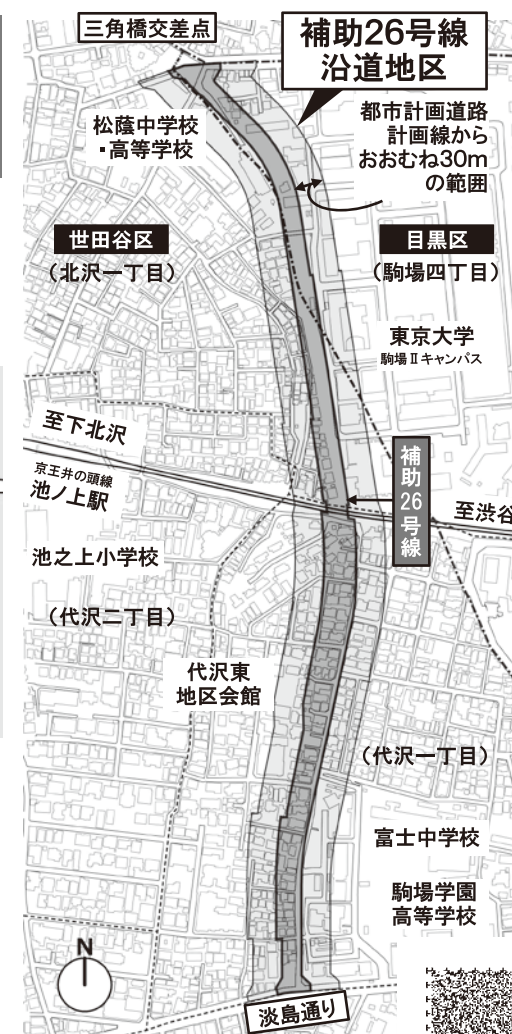 三角橋交差点
補助26号線
沿道地区
都市計画道路
計画線から
おおむね30m
の範囲
松蔭中学校
・高等学校
世田谷区
（北沢一丁目）
目黒区
（駒場四丁目）
東京大学
駒場Ⅱキャンパス
至下北沢
京王井の頭線
池ノ上駅
補助26号線
至渋谷
池之上小学校
（代沢二丁目）
代沢東
地区会館
（代沢一丁目）
富士中学校
駒場学園
高等学校
N
淡島通り